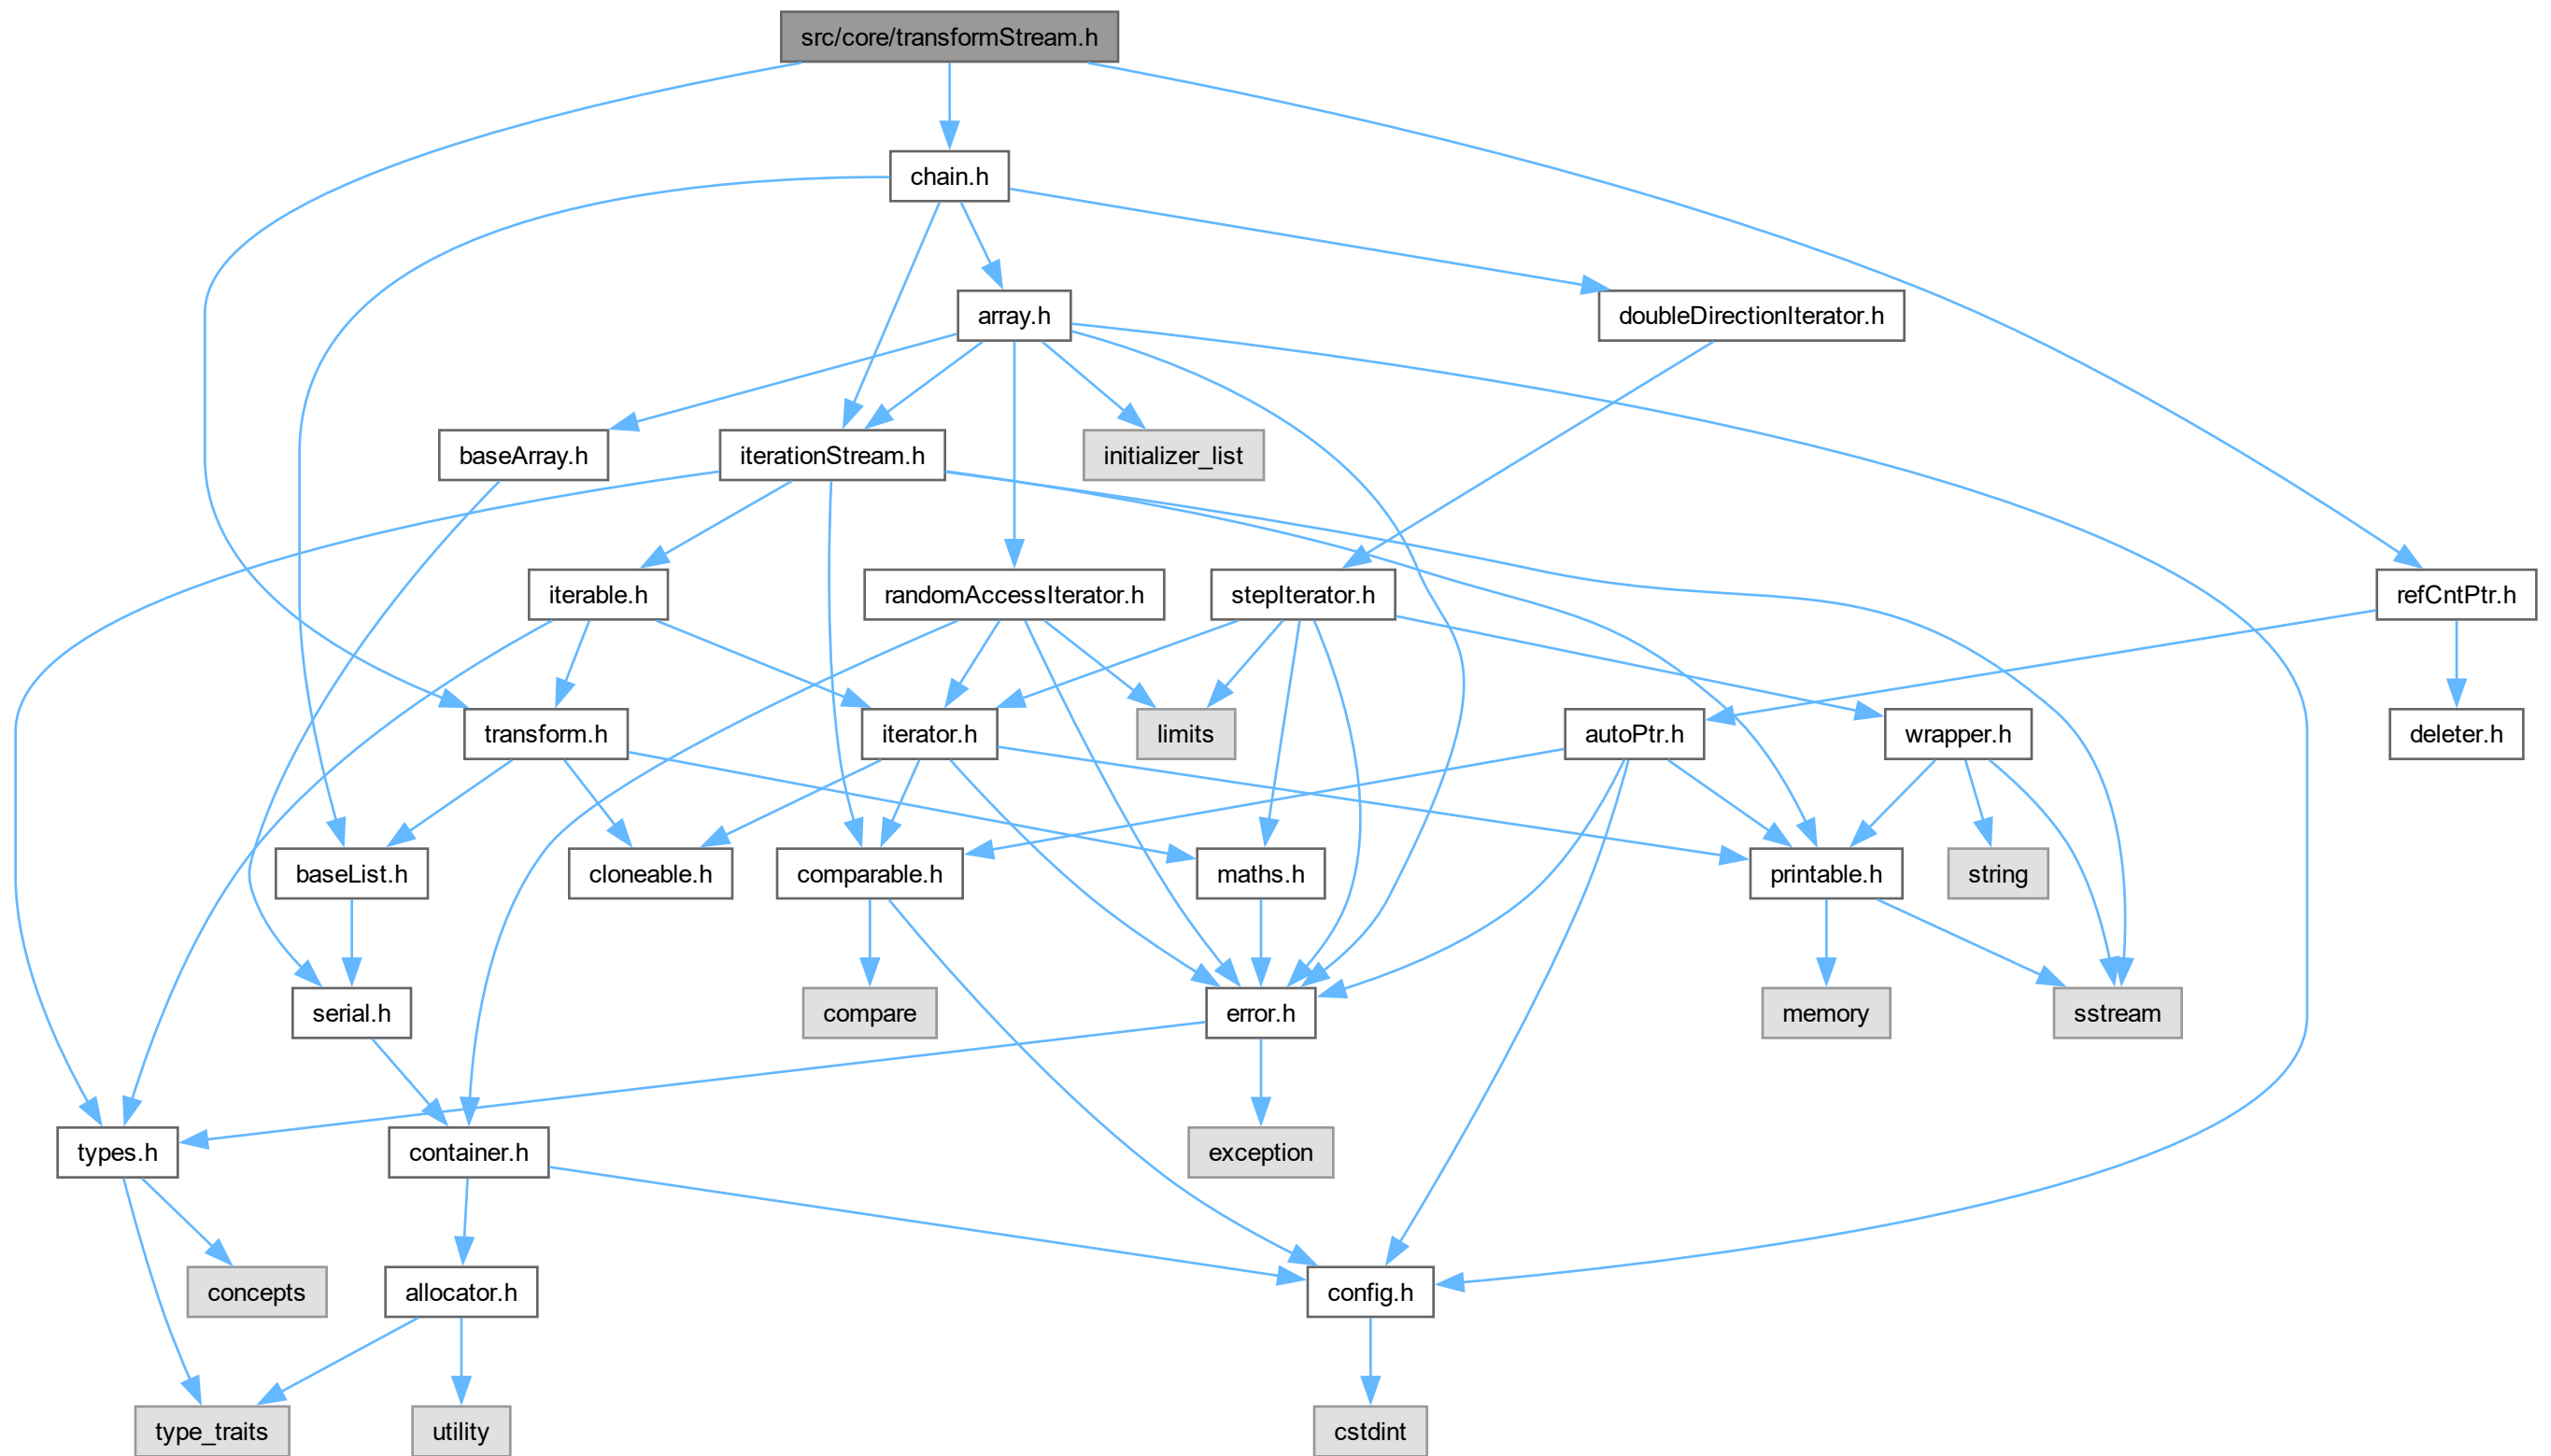 src/core/transformStream.h
chain.h
array.h
doubleDirectionIterator.h
baseArray.h
iterationStream.h
initializer_list
iterable.h
randomAccessIterator.h
stepIterator.h
refCntPtr.h
transform.h
iterator.h
limits
autoPtr.h
wrapper.h
deleter.h
baseList.h
cloneable.h
comparable.h
maths.h
printable.h
string
serial.h
compare
error.h
memory
sstream
types.h
container.h
exception
concepts
allocator.h
config.h
type_traits
utility
cstdint